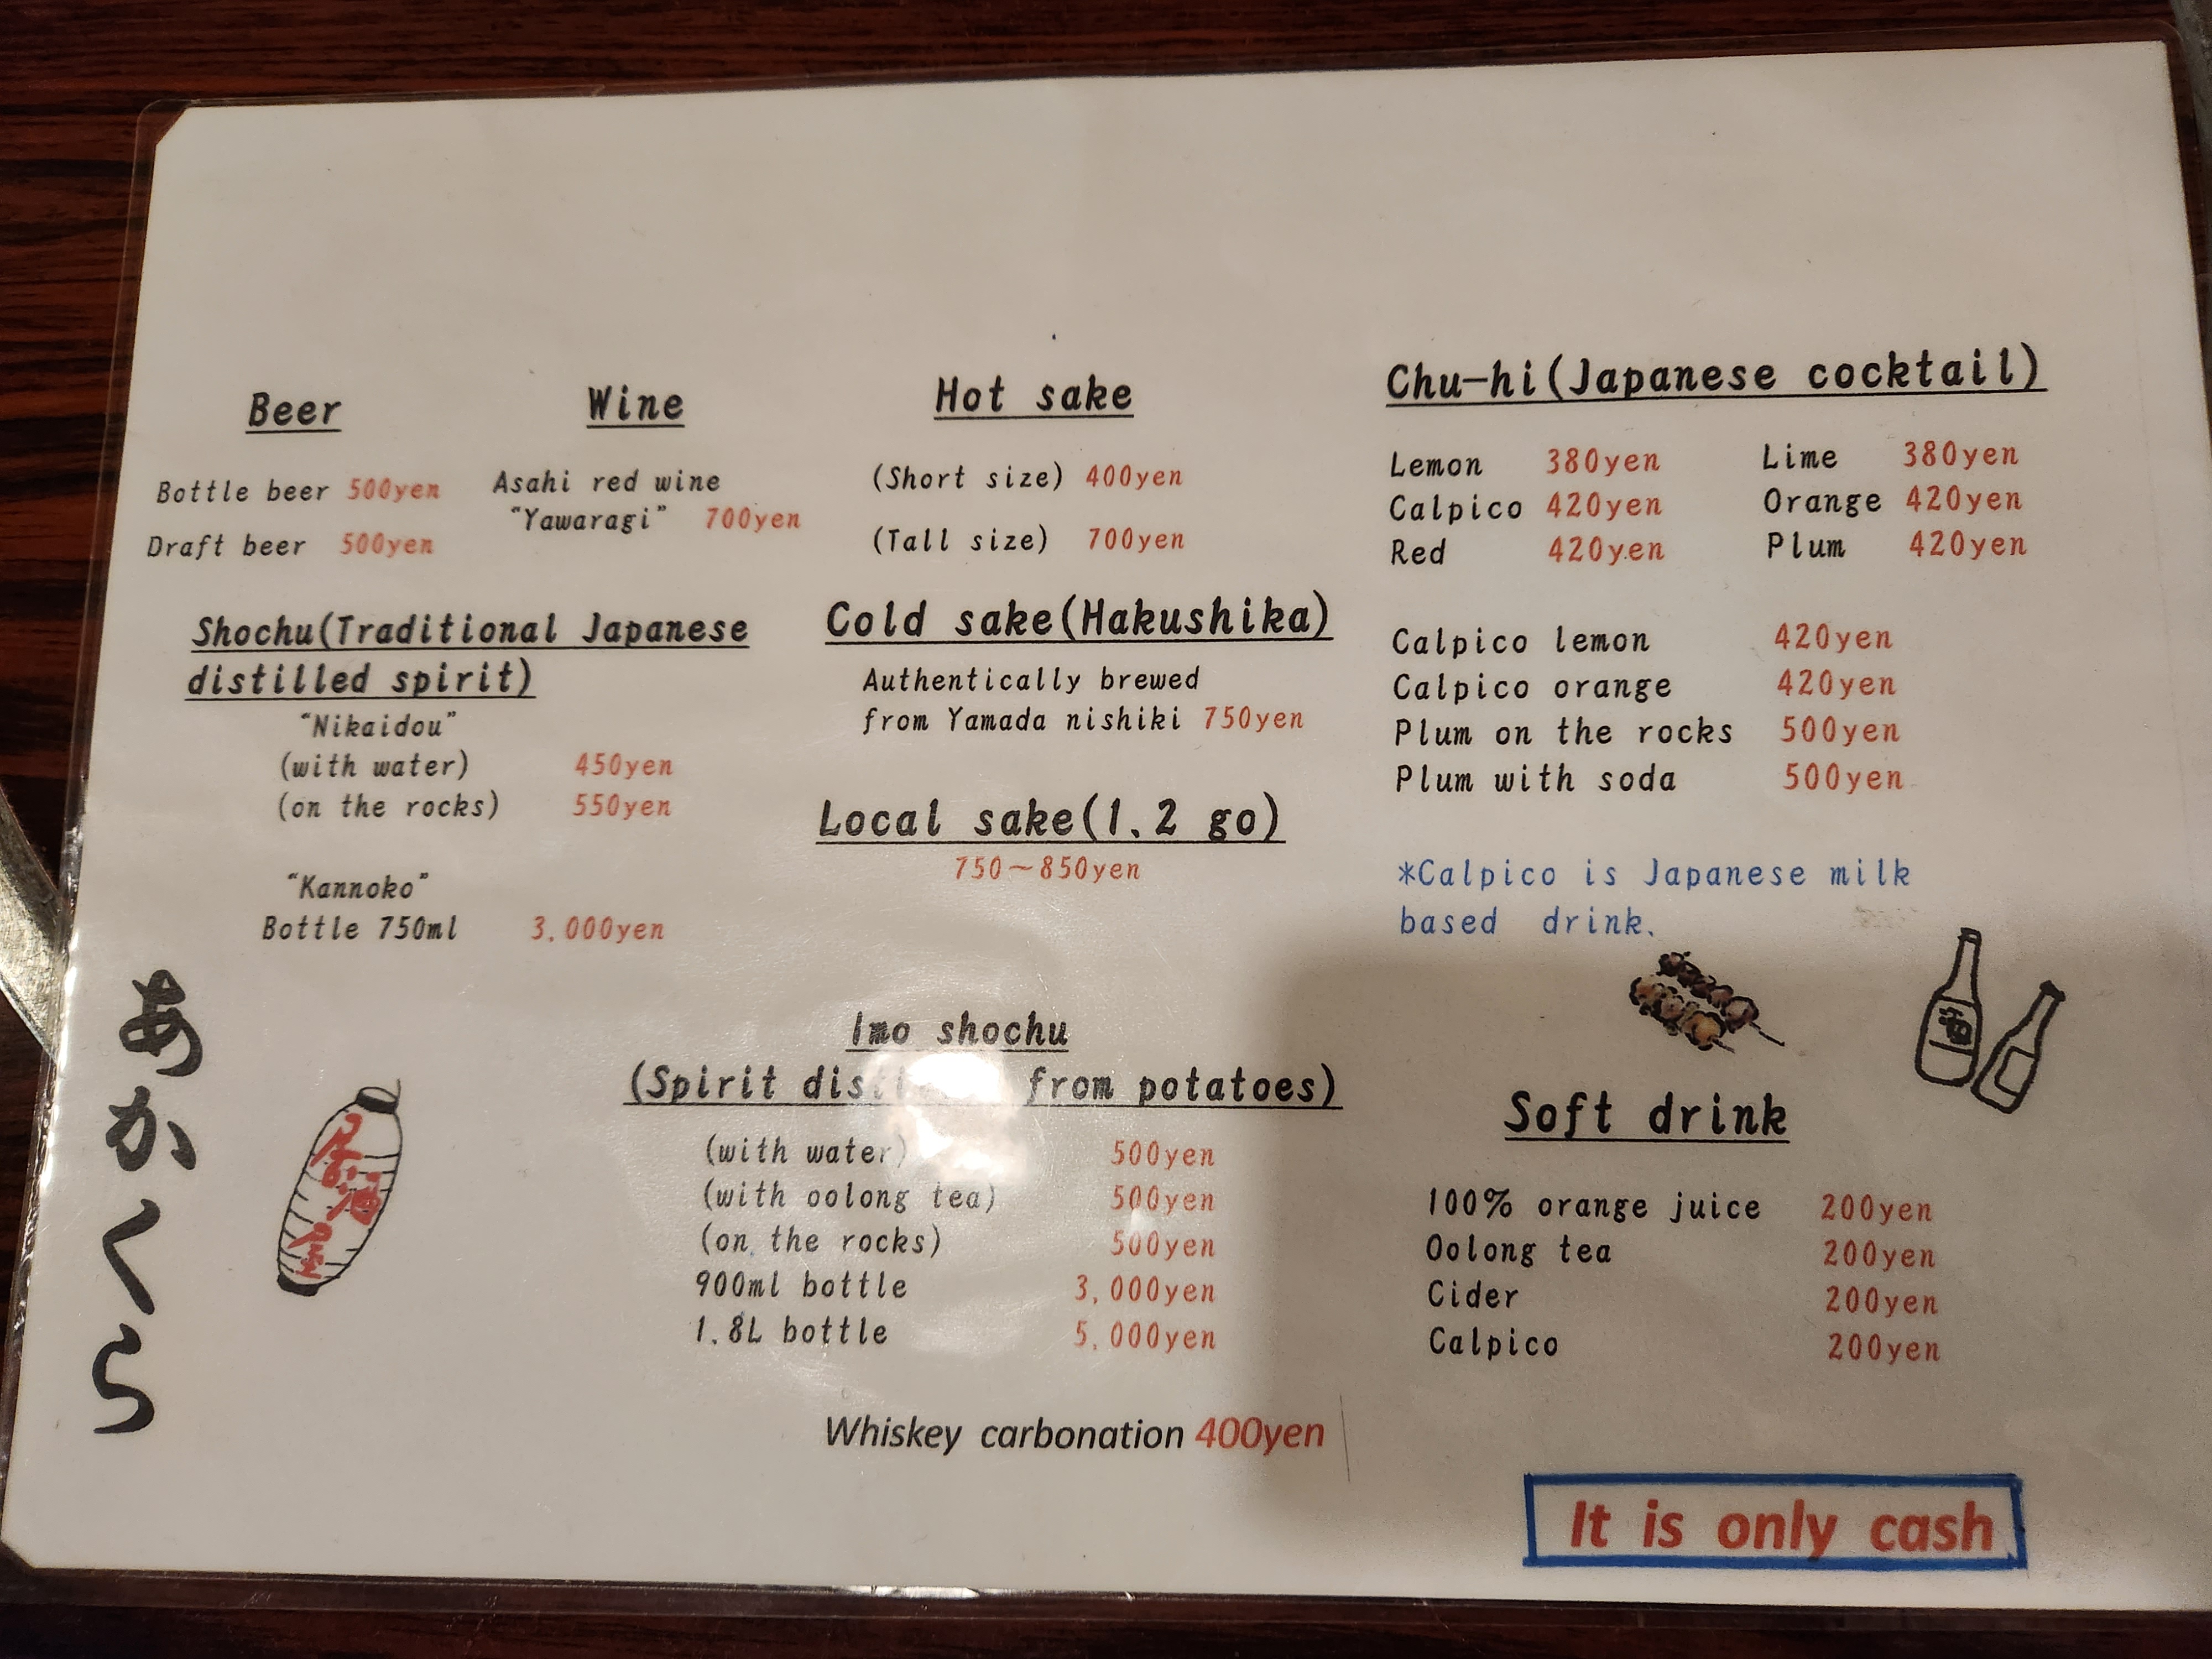 Beer
Bottle beer 500yen
Draft beer 500yen
Wine
Asahi red wine
"Yawaragi" 700yen
Shochu(Traditional Japanese
distilled spirit)
"Nikaidou"
(with water) 450yen
(on the rocks) 550yen
"Kannoko"
Bottle 750ml 3,000yen
Hot sake
(Short size) 400yen
(Tall size) 700yen
Cold sake(Hakushika)
Authentically brewed
from Yamada nishiki 750yen
Local sake(1.2 go)
750～850yen
Imo shochu
(Spirit from potatoes)
(with water) 500yen
(with oolong tea) 500yen
(on the rocks) 500yen
900ml bottle 3,000yen
1.8L bottle 5,000yen
Whiskey carbonation 400yen
Chu-hi(Japanese cocktail)
Lemon 380yen Lime 380yen
Calpico 420yen Orange 420yen
Red 420yen Plum 420yen
Calpico lemon 420yen
Calpico orange 420yen
Plum on the rocks 500yen
Plum with soda 500yen
*Calpico is Japanese milk
based drink.
Soft drink
100% orange juice 200yen
Oolong tea 200yen
Cider 200yen
Calpico 200yen
It is only cash
あかくら